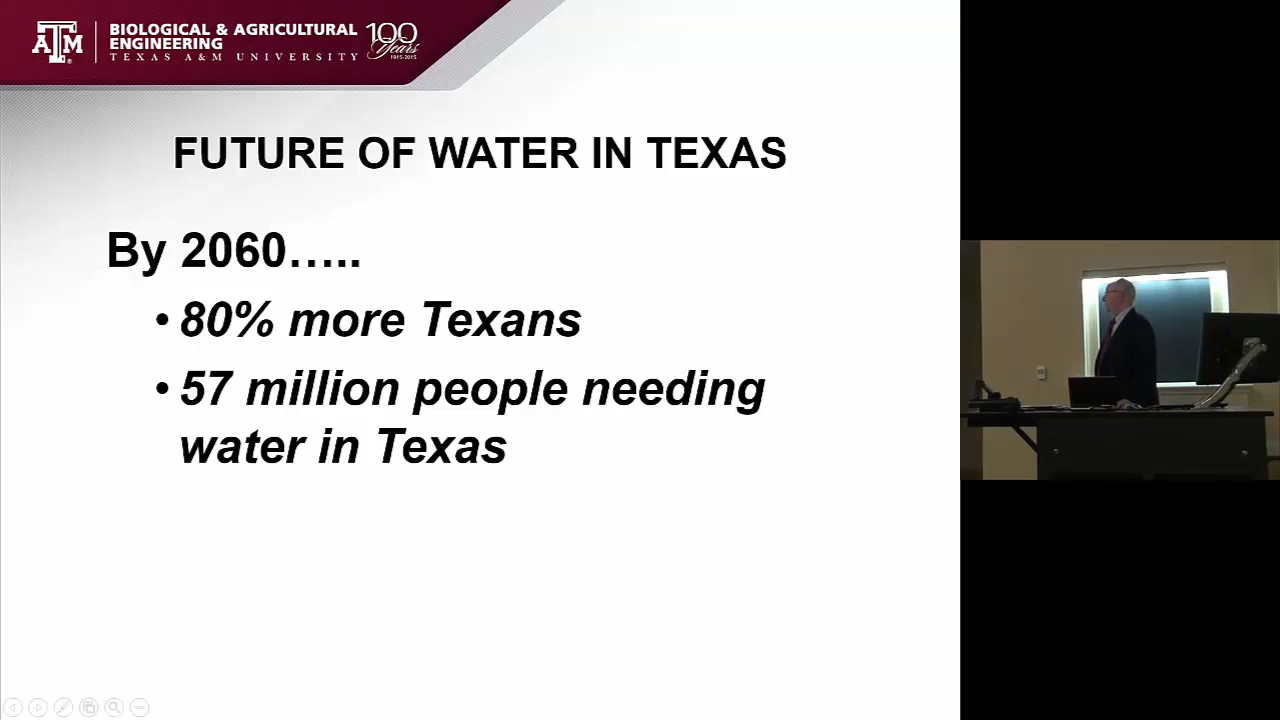 ATM
BIOLOGICAL & AGRICULTURAL
ENGINEERING
TEXAS A&M UNIVERSITY
100
Years
1915-2015
FUTURE OF WATER IN TEXAS
By 2060…..
• 80% more Texans
• 57 million people needing
water in Texas